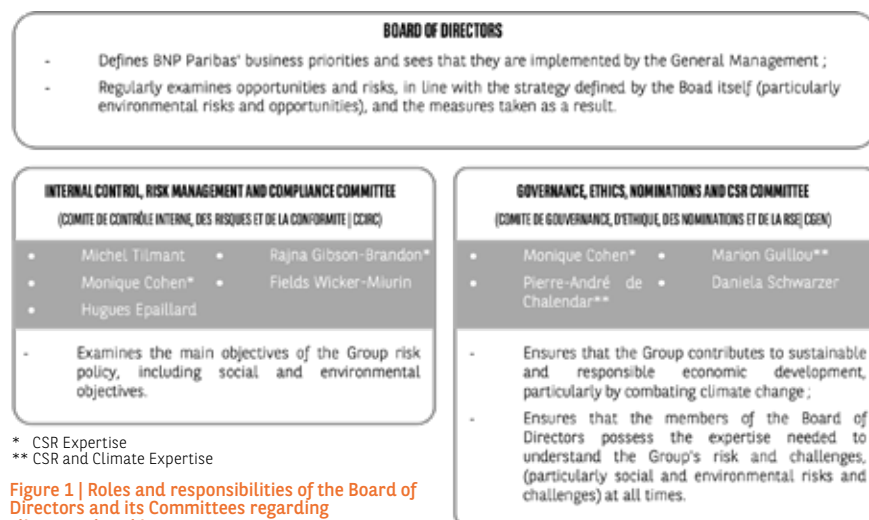 BOARD OF DIRECTORS
- Defines BNP Paribas' business priorities and sees that they are implemented by the General Management ;
- Regularly examines opportunities and risks, in line with the strategy defined by the Boad itself (particularly
environmental risks and opportunities), and the measures taken as a result.
INTERNAL CONTROL, RISK MANAGEMENT AND COMPLIANCE COMMITTEE
(COMITE DE CONTRÔLE INTERNE, DES RISQUES ET DE LA CONFORMITE | CCIRC)
• Michel Tilmant • Rajna Gibson-Brandon*
• Monique Cohen* • Fields Wicker-Miurin
• Hugues Epaillard
- Examines the main objectives of the Group risk
policy, including social and environmental
objectives.
* CSR Expertise
** CSR and Climate Expertise
Figure 1 | Roles and responsibilities of the Board of
Directors and its Committees regarding
GOVERNANCE, ETHICS, NOMINATIONS AND CSR COMMITTEE
(COMITE DE GOUVERNANCE, D'ETHIQUE, DES NOMINATIONS ET DE LA RSE| CGEN)
• Monique Cohen* • Marion Guillou**
• Pierre-André de • Daniela Schwarzer
Chalendar**
- Ensures that the Group contributes to sustainable
and responsible economic development,
particularly by combating climate change ;
- Ensures that the members of the Board of
Directors possess the expertise needed to
understand the Group's risk and challenges,
(particularly social and environmental risks and
challenges) at all times.